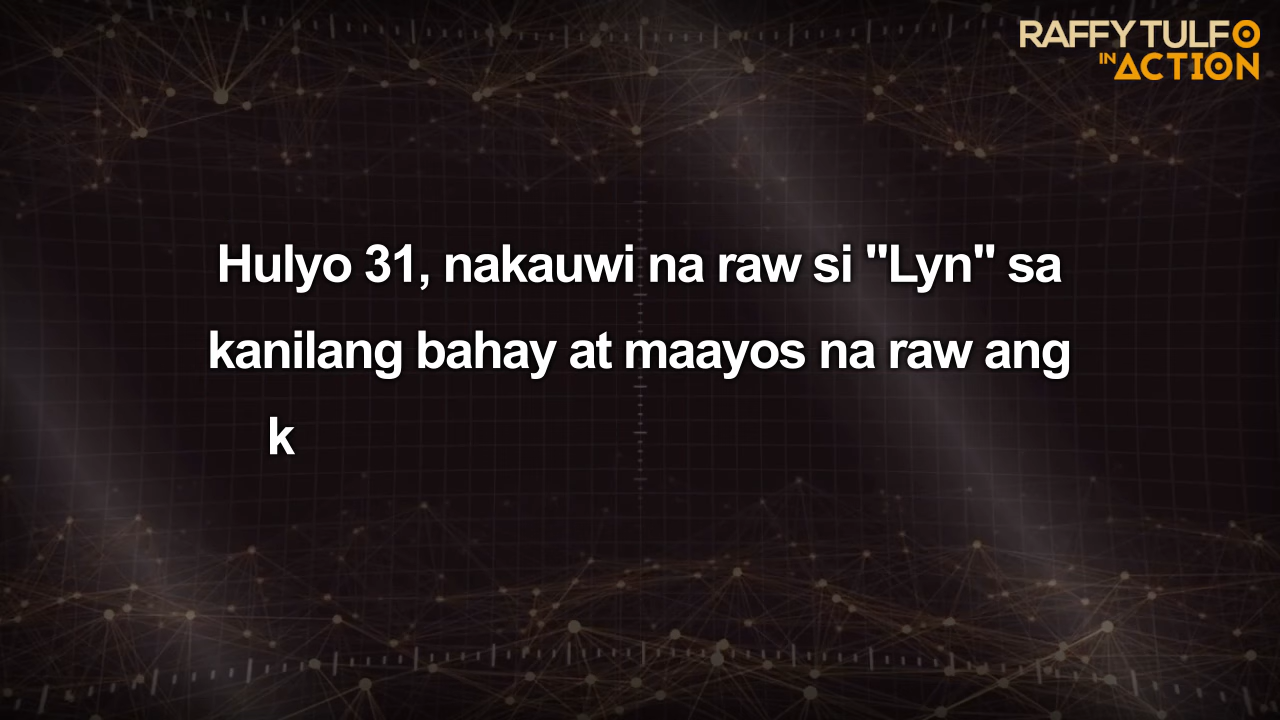 RAFFY TULFO
IN ACTION
Hulyo 31, nakauwi na raw si "Lyn" sa
kanilang bahay at maayos na raw ang
k